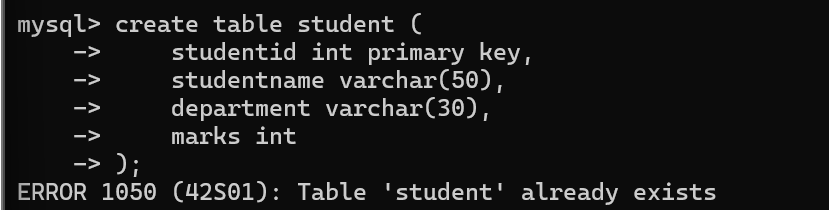 mysql> create table student (
    ->     studentid int primary key,
    ->     studentname varchar(50),
    ->     department varchar(30),
    ->     marks int
    -> );
ERROR 1050 (42S01): Table 'student' already exists